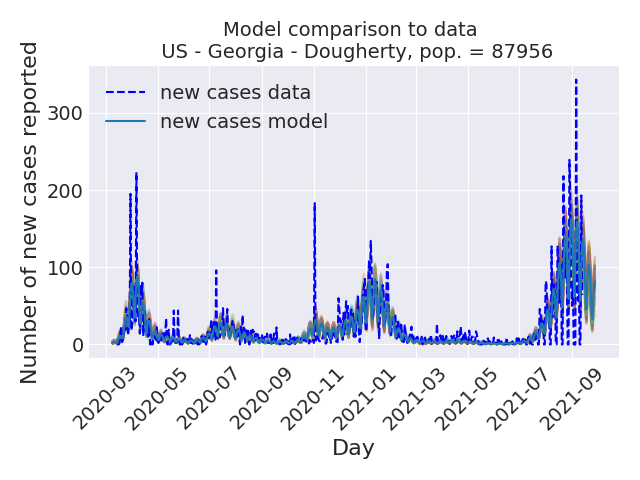 Model comparison to data
US - Georgia - Dougherty, pop. = 87956
Number of new cases reported
new cases data
new cases model
300
200
100
0
2020-03
2020-05
2020-07
2020-09
2020-11
2021-01
2021-03
2021-05
2021-07
2021-09
Day